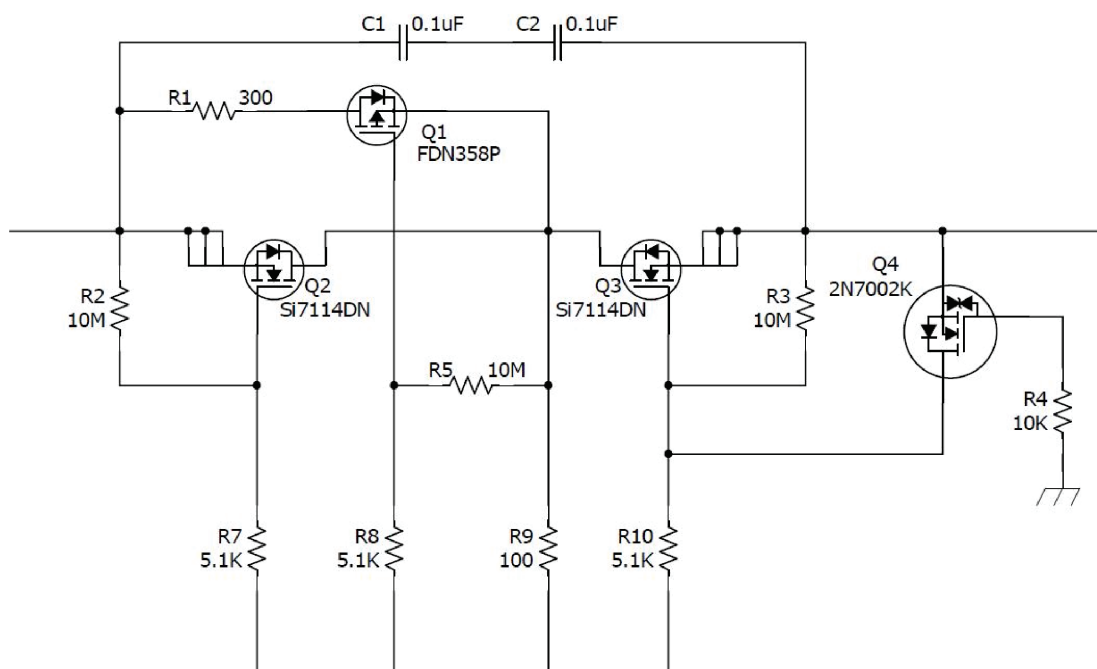 C1 0.1uF C2 0.1uF
R1 300
Q1
FDN358P
Q2
Si7114DN
Q3
Si7114DN
Q4
2N7002K
R2
10M
R3
10M
R5 10M
R4
10K
R7
5.1K
R8
5.1K
R9
100
R10
5.1K